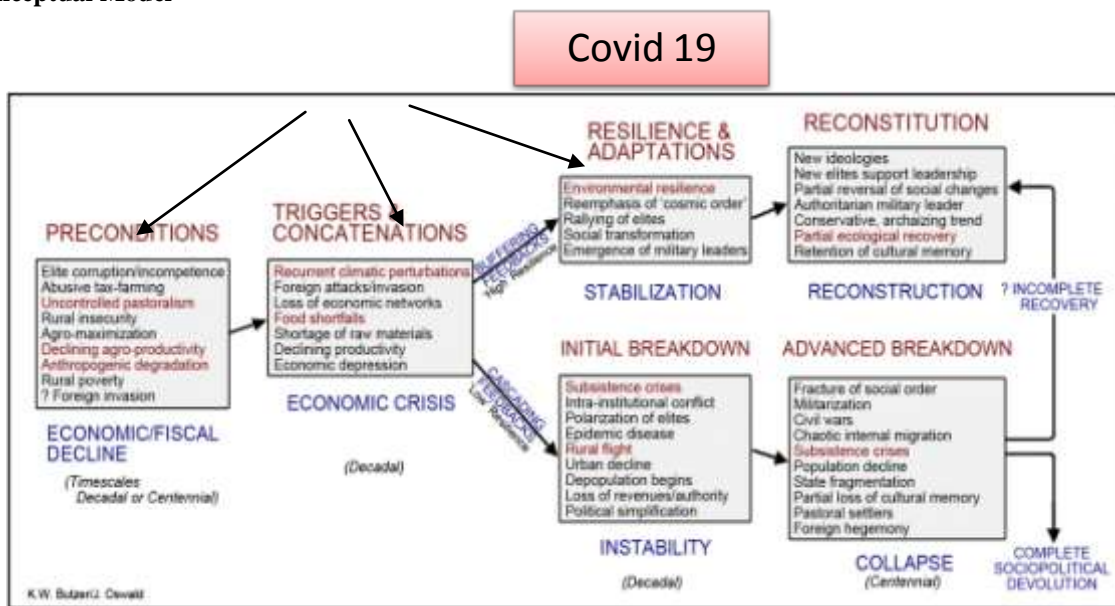 Covid 19
PRECONDITIONS
Elite corruption/incompetence
Abusive tax-farming
Uncontrolled pastoralism
Rural insecurity
Agro-maximization
Declining agro-productivity
Anthropogenic degradation
Rural poverty
? Foreign invasion
ECONOMIC/FISCAL
DECLINE
(Timescales
Decadal or Centennial)
TRIGGERS &
CONCATENATIONS
Recurrent climatic perturbations
Foreign attacks/invasion
Loss of economic networks
Food shortfalls
Shortage of raw materials
Declining productivity
Economic depression
ECONOMIC CRISIS
(Decadal)
BUFFERING
FEEDBACKS
High Resilience
CASCADING
FEEDBACKS
Low Resilience
RESILIENCE &
ADAPTATIONS
Environmental resilience
Reemphasis of 'cosmic order'
Rallying of elites
Social transformation
Emergence of military leaders
STABILIZATION
RECONSTITUTION
New ideologies
New elites support leadership
Partial reversal of social changes
Authoritarian military leader
Conservative, archaizing trend
Partial ecological recovery
Retention of cultural memory
RECONSTRUCTION
? INCOMPLETE
RECOVERY
INITIAL BREAKDOWN
Subsistence crises
Intra-institutional conflict
Polarization of elites
Epidemic disease
Rural flight
Urban decline
Depopulation begins
Loss of revenues/authority
Political simplification
INSTABILITY
(Decadal)
ADVANCED BREAKDOWN
Fracture of social order
Militarization
Civil wars
Chaotic internal migration
Subsistence crises
Population decline
State fragmentation
Partial loss of cultural memory
Pastoral settlers
Foreign hegemony
COLLAPSE
(Centennial)
COMPLETE
SOCIOPOLITICAL
DEVOLUTION
K.W. Butzer/J. Oswald